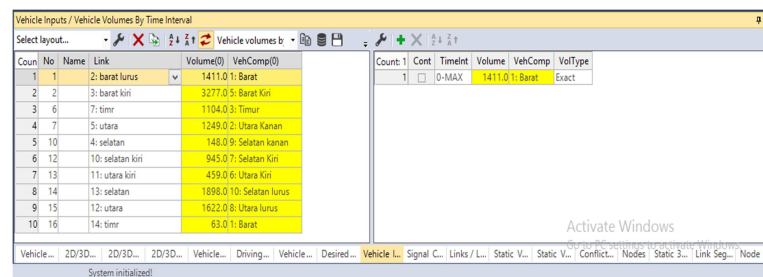 Vehicle Inputs / Vehicle Volumes By Time Interval
Select layout... Vehicle volumes b
Coun No Name Link Volume(0) VehComp(0)
1 1 2: barat lurus 1411.0 1: Barat
2 2 3: barat kiri 3277.0 5: Barat Kiri
3 6 7: timr 1104.0 3: Timur
4 7 5: utara 1249.0 2: Utara Kanan
5 10 4: selatan 148.0 9: Selatan kanan
6 12 10: selatan kiri 945.0 7: Selatan Kiri
7 13 11: utara kiri 459.0 6: Utara Kiri
8 14 13: selatan 1898.0 10: Selatan lurus
9 15 12: utara 1622.0 8: Utara lurus
10 16 14: timr 63.0 1: Barat
Count: 1 Cont TimeInt Volume VehComp VolType
1 0-MAX 1411.0 1: Barat Exact
Activate Windows
Go to PC settings to activate Windows.
Vehicle... 2D/3D... 2D/3D... 2D/3D... Vehicle... Driving... Vehicle... Desired... Vehicle I... Signal C... Links / L... Static V... Static V... Conflict... Nodes Static 3... Link Seg... Node
System initialized!